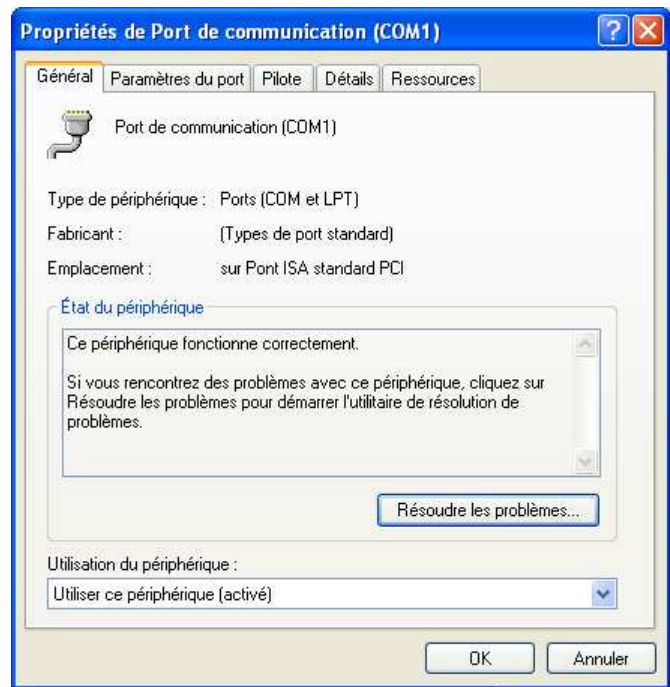 Propriétés de Port de communication (COM1)
Général Paramètres du port Pilote Détails Ressources
Port de communication (COM1)
Type de périphérique : Ports (COM et LPT)
Fabricant : (Types de port standard)
Emplacement : sur Pont ISA standard PCI
État du périphérique
Ce périphérique fonctionne correctement.
Si vous rencontrez des problèmes avec ce périphérique, cliquez sur
Résoudre les problèmes pour démarrer l'utilitaire de résolution de
problèmes.
Résoudre les problèmes...
Utilisation du périphérique :
Utiliser ce périphérique (activé)
OK Annuler